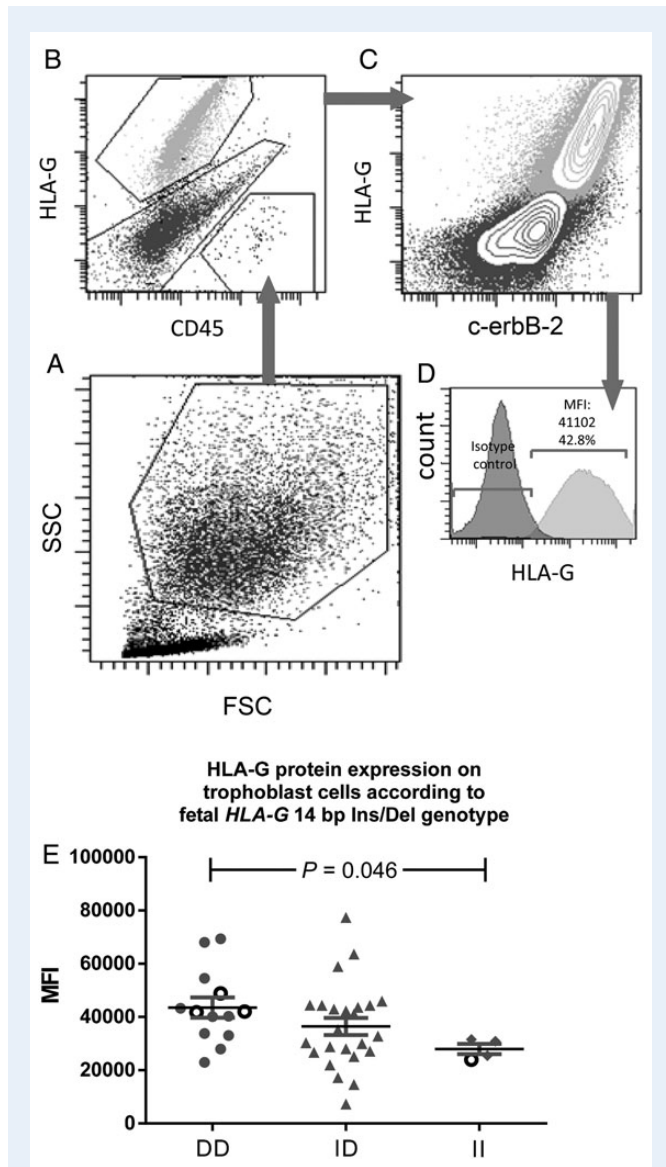 B
HLA-G
CD45
C
HLA-G
c-erbB-2
A
SSC
FSC
D
count
Isotype
control
MFI:
41102
42.8%
HLA-G
HLA-G protein expression on
trophoblast cells according to
fetal HLA-G 14 bp Ins/Del genotype
E
P = 0.046
MFI
100000
80000
60000
40000
20000
0
DD
ID
II